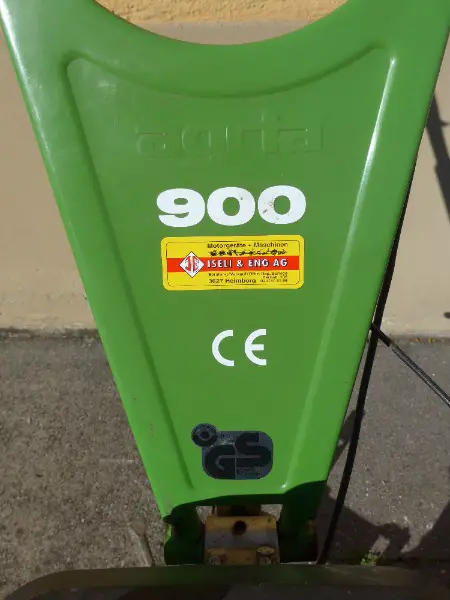 agria
900
Motorgeräte + Maschinen
ISELI & ENG AG
3627 Heimberg
CE
GS